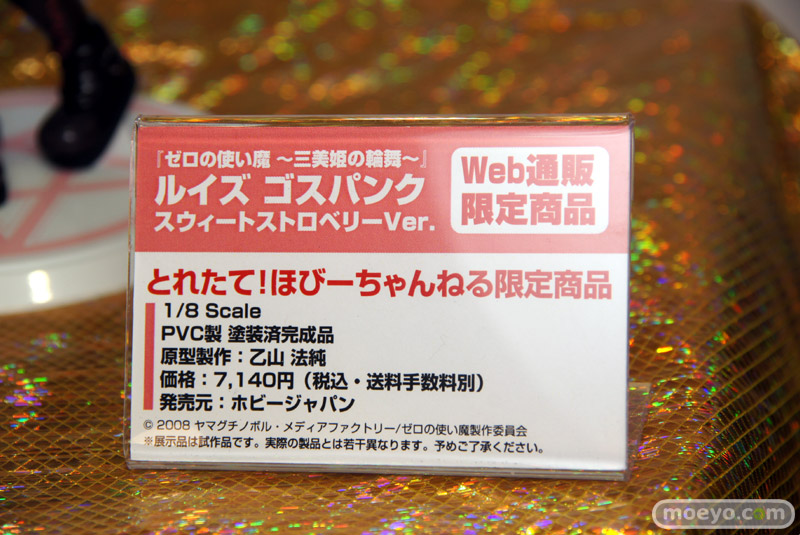 『ゼロの使い魔 ～三美姫の輪舞～』
ルイズ ゴスパンク
スウィートストロベリーVer.
Web通販
限定商品
とれたて!ほびーちゃんねる限定商品
1/8 Scale
PVC製 塗装済完成品
原型製作：乙山 法純
価格：7,140円（税込・送料手数料別）
発売元：ホビージャパン
© 2008 ヤマグチノボル・メディアファクトリー/ゼロの使い魔製作委員会
※展示品は試作品です。実際の製品とは若干異なります。予めご了承ください。
moeyo.com